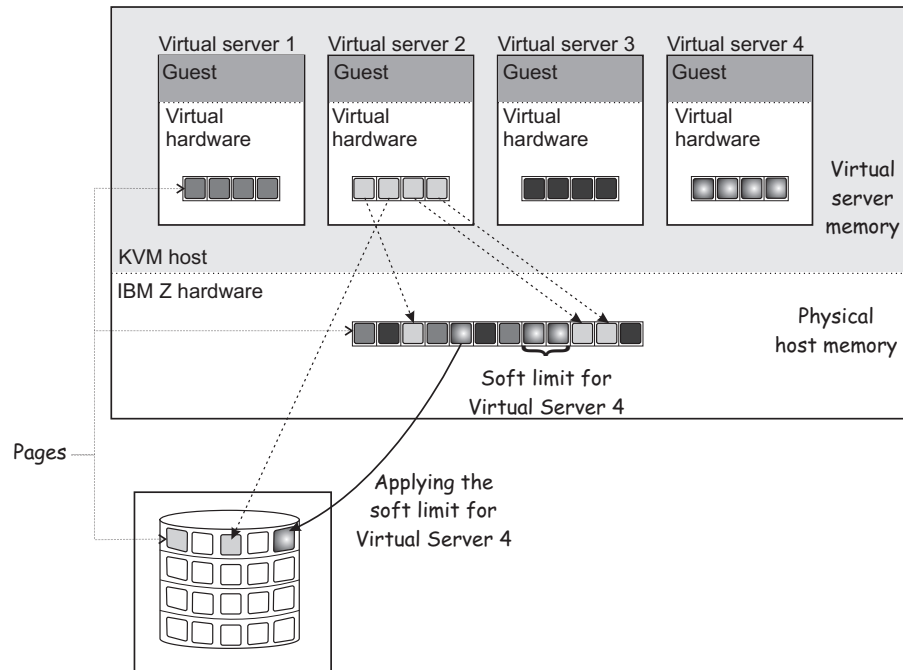 Virtual server 1
Virtual server 2
Virtual server 3
Virtual server 4
Guest
Guest
Guest
Guest
Virtual
hardware
Virtual
hardware
Virtual
hardware
Virtual
hardware
Virtual
server
memory
KVM host
IBM Z hardware
Physical
host memory
Soft limit for
Virtual Server 4
Pages
Applying the
soft limit for
Virtual Server 4